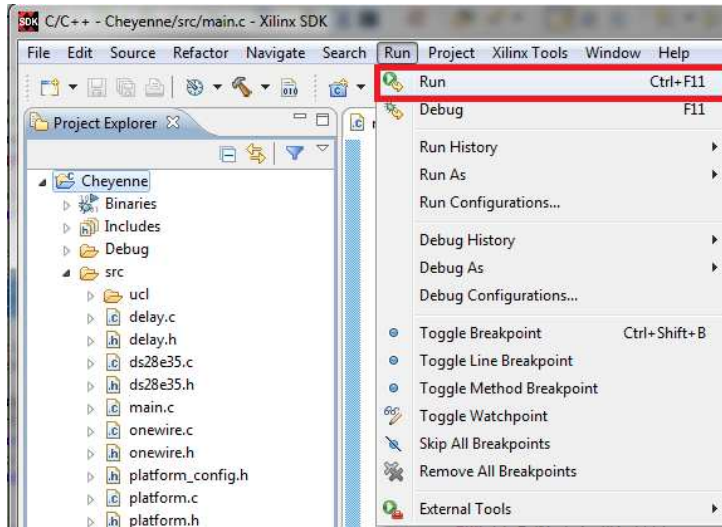 C/C++ - Cheyenne/src/main.c - Xilinx SDK
File Edit Source Refactor Navigate Search Run Project Xilinx Tools Window Help
Run Ctrl+F11
Debug F11
Run History
Run As
Run Configurations...
Debug History
Debug As
Debug Configurations...
Toggle Breakpoint Ctrl+Shift+B
Toggle Line Breakpoint
Toggle Method Breakpoint
Toggle Watchpoint
Skip All Breakpoints
Remove All Breakpoints
External Tools
Project Explorer
Cheyenne
Binaries
Includes
Debug
src
ucl
delay.c
delay.h
ds28e35.c
ds28e35.h
main.c
onewire.c
onewire.h
platform_config.h
platform.c
platform.h